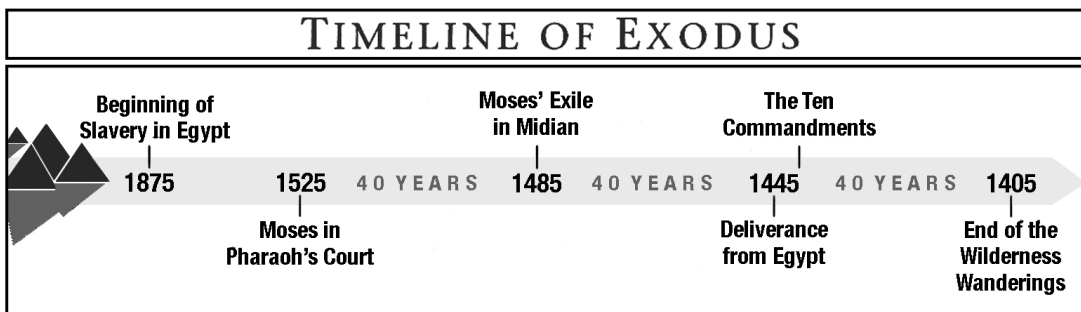 TIMELINE OF EXODUS
Beginning of
Slavery in Egypt
Moses' Exile
in Midian
The Ten
Commandments
1875 1525 40 YEARS 1485 40 YEARS 1445 40 YEARS 1405
Moses in
Pharaoh's Court
Deliverance
from Egypt
End of the
Wilderness
Wanderings